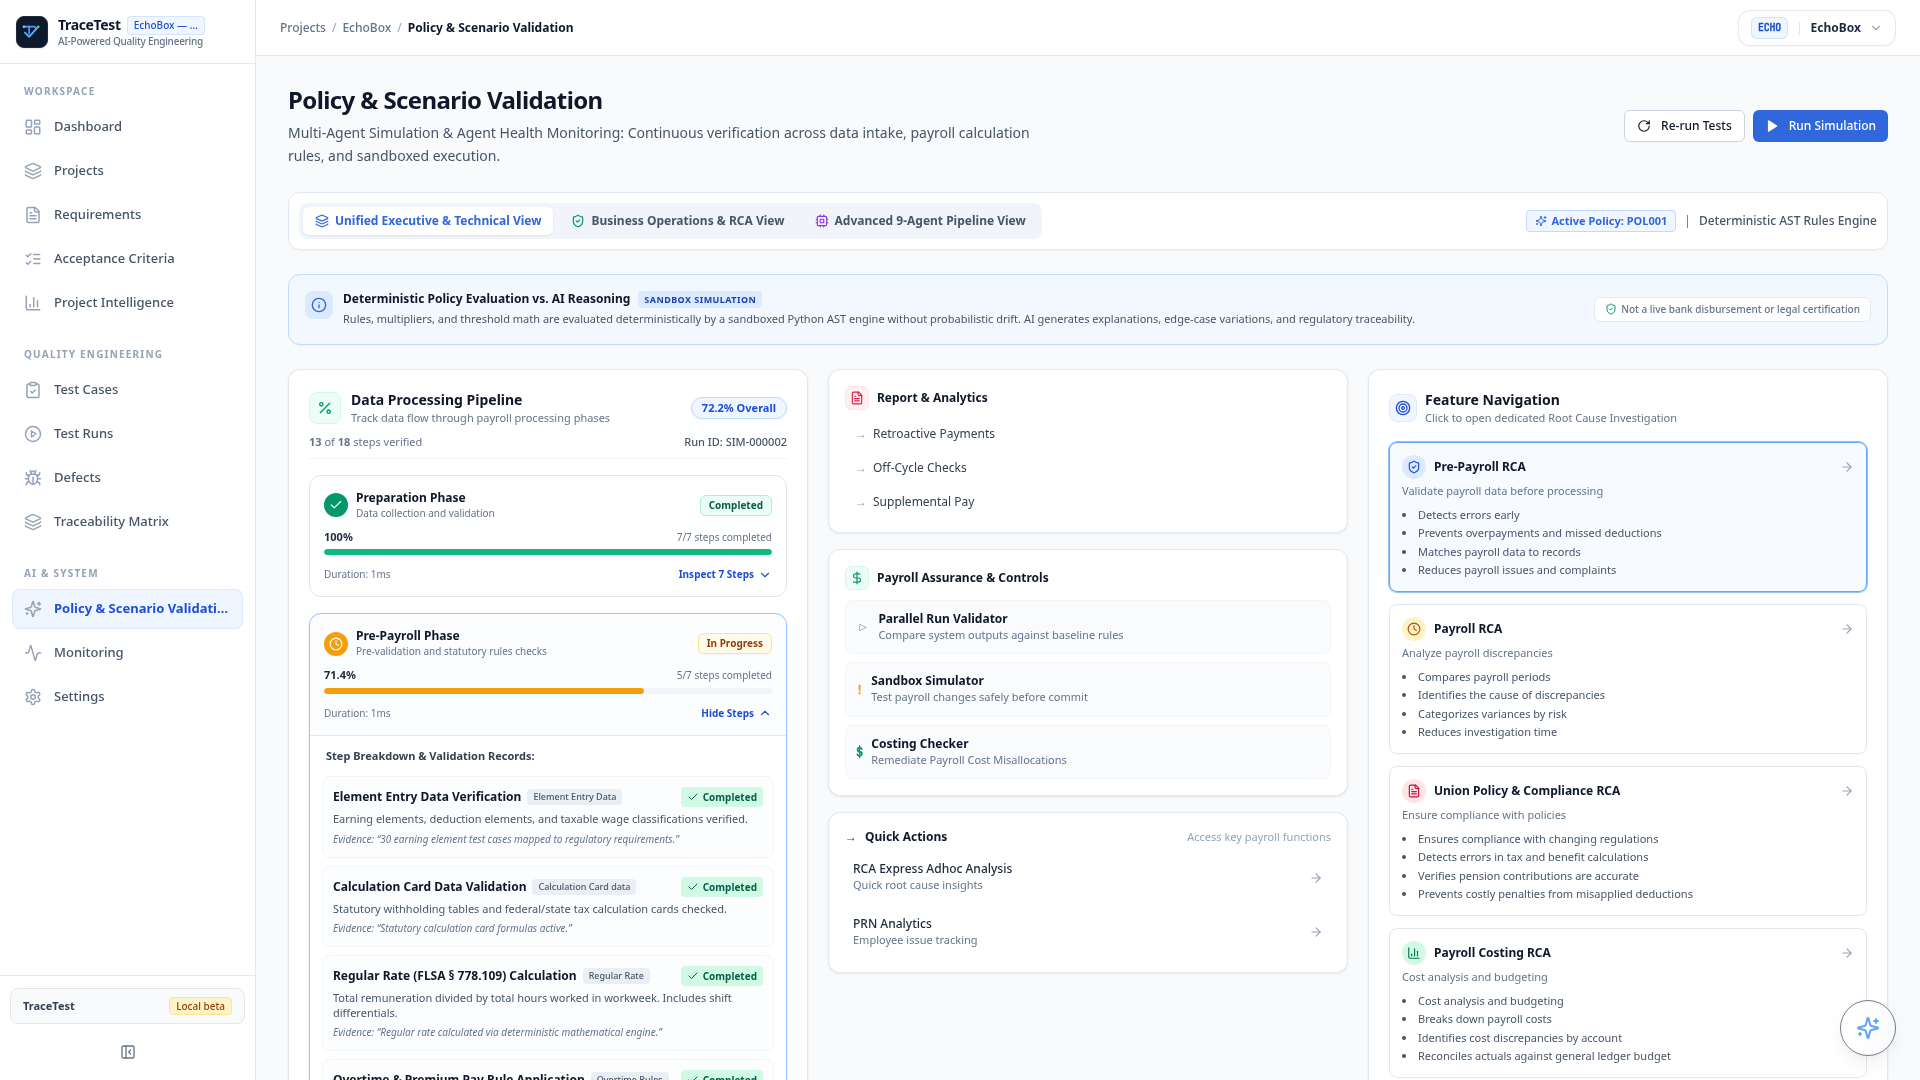 TraceTest
EchoBox — ...
AI-Powered Quality Engineering
WORKSPACE
Dashboard
Projects
Requirements
Acceptance Criteria
Project Intelligence
QUALITY ENGINEERING
Test Cases
Test Runs
Defects
Traceability Matrix
AI & SYSTEM
Policy & Scenario Validati...
Monitoring
Settings
TraceTest
Local beta
Projects / EchoBox / Policy & Scenario Validation
ECHO
EchoBox
Policy & Scenario Validation
Multi-Agent Simulation & Agent Health Monitoring: Continuous verification across data intake, payroll calculation
rules, and sandboxed execution.
Re-run Tests
Run Simulation
Unified Executive & Technical View
Business Operations & RCA View
Advanced 9-Agent Pipeline View
Active Policy: POL001 | Deterministic AST Rules Engine
Deterministic Policy Evaluation vs. AI Reasoning
SANDBOX SIMULATION
Rules, multipliers, and threshold math are evaluated deterministically by a sandboxed Python AST engine without probabilistic drift. AI generates explanations, edge-case variations, and regulatory traceability.
Not a live bank disbursement or legal certification
Data Processing Pipeline
Track data flow through payroll processing phases
72.2% Overall
13 of 18 steps verified
Run ID: SIM-000002
Preparation Phase
Data collection and validation
Completed
100%
7/7 steps completed
Duration: 1ms
Inspect 7 Steps
Pre-Payroll Phase
Pre-validation and statutory rules checks
In Progress
71.4%
5/7 steps completed
Duration: 1ms
Hide Steps
Step Breakdown & Validation Records:
Element Entry Data Verification
Element Entry Data
Completed
Earning elements, deduction elements, and taxable wage classifications verified.
Evidence: “30 earning element test cases mapped to regulatory requirements.”
Calculation Card Data Validation
Calculation Card data
Completed
Statutory withholding tables and federal/state tax calculation cards checked.
Evidence: “Statutory calculation card formulas active.”
Regular Rate (FLSA § 778.109) Calculation
Regular Rate
Completed
Total remuneration divided by total hours worked in workweek. Includes shift
differentials.
Evidence: “Regular rate calculated via deterministic mathematical engine.”
Overtime & Premium Pay Rule Application
Overtime Rules
Completed
Report & Analytics
→ Retroactive Payments
→ Off-Cycle Checks
→ Supplemental Pay
$
Payroll Assurance & Controls
▷
Parallel Run Validator
Compare system outputs against baseline rules
!
Sandbox Simulator
Test payroll changes safely before commit
$
Costing Checker
Remediate Payroll Cost Misallocations
→ Quick Actions
Access key payroll functions
RCA Express Adhoc Analysis
Quick root cause insights
PRN Analytics
Employee issue tracking
Feature Navigation
Click to open dedicated Root Cause Investigation
Pre-Payroll RCA
Validate payroll data before processing
• Detects errors early
• Prevents overpayments and missed deductions
• Matches payroll data to records
• Reduces payroll issues and complaints
Payroll RCA
Analyze payroll discrepancies
• Compares payroll periods
• Identifies the cause of discrepancies
• Categorizes variances by risk
• Reduces investigation time
Union Policy & Compliance RCA
Ensure compliance with policies
• Ensures compliance with changing regulations
• Detects errors in tax and benefit calculations
• Verifies pension contributions are accurate
• Prevents costly penalties from misapplied deductions
Payroll Costing RCA
Cost analysis and budgeting
• Cost analysis and budgeting
• Breaks down payroll costs
• Identifies cost discrepancies by account
• Reconciles actuals against general ledger budget